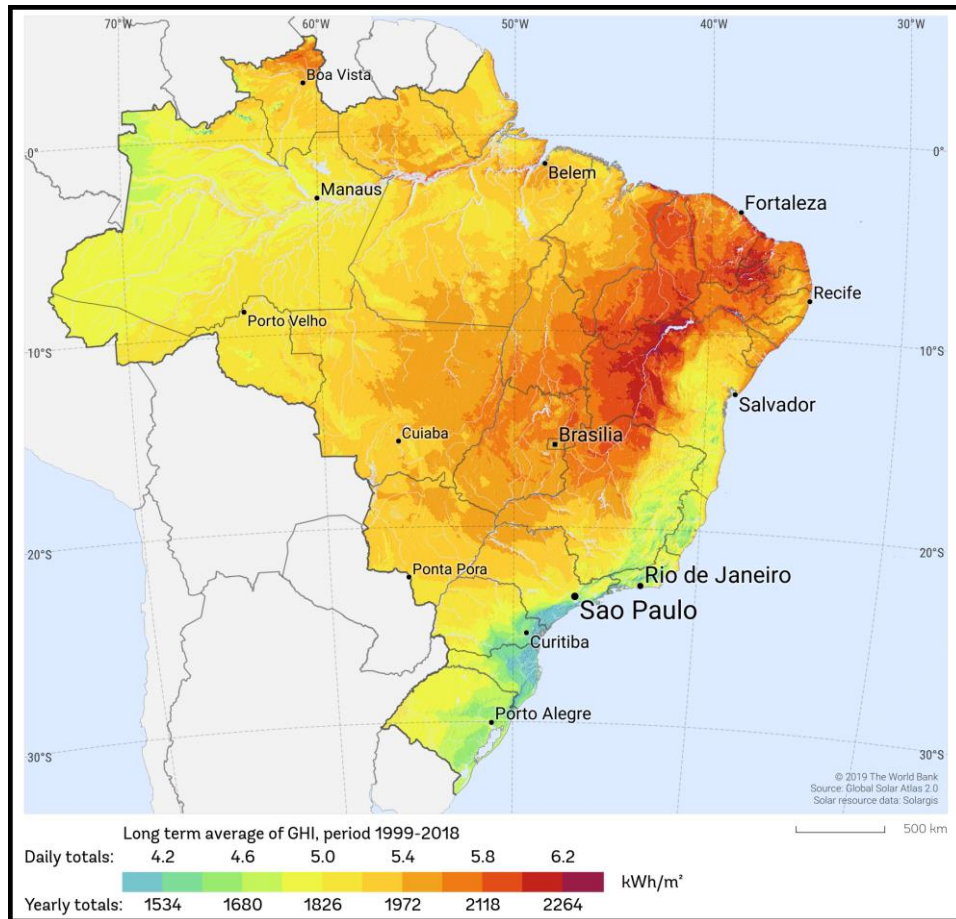 70°W 60°W 50°W 40°W 30°W
Boa Vista
0° 0°
Belem
Manaus
Fortaleza
Recife
Porto Velho
10°S 10°S
Salvador
Cuiaba
Brasilia
20°S 20°S
Ponta Pora
Rio de Janeiro
Sao Paulo
Curitiba
Porto Alegre
30°S 30°S
© 2019 The World Bank
Source: Global Solar Atlas 2.0
Solar resource data: Solargis
Long term average of GHI, period 1999-2018
500 km
Daily totals: 4.2 4.6 5.0 5.4 5.8 6.2
kWh/m²
Yearly totals: 1534 1680 1826 1972 2118 2264